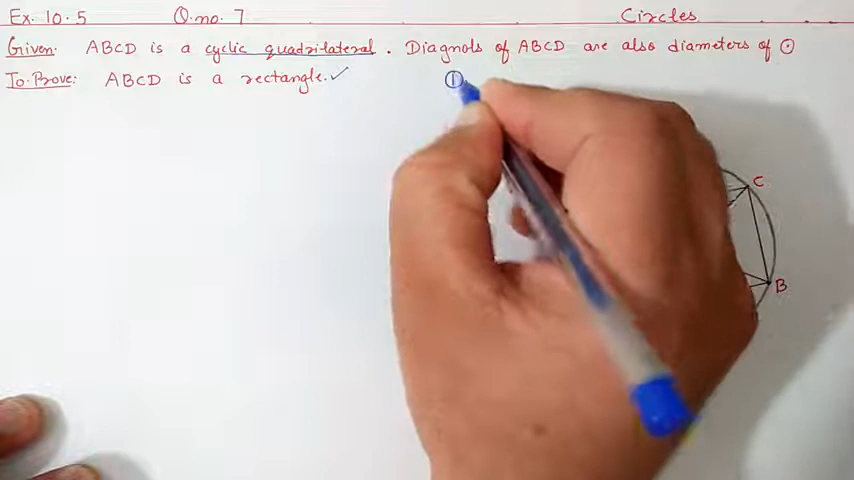 Ex. 10.5 Q.no. 7 Circles
Given: ABCD is a cyclic quadrilateral. Diagnols of ABCD are also diameters of ⊙
To Prove: ABCD is a rectangle. ✓ ①
C
B